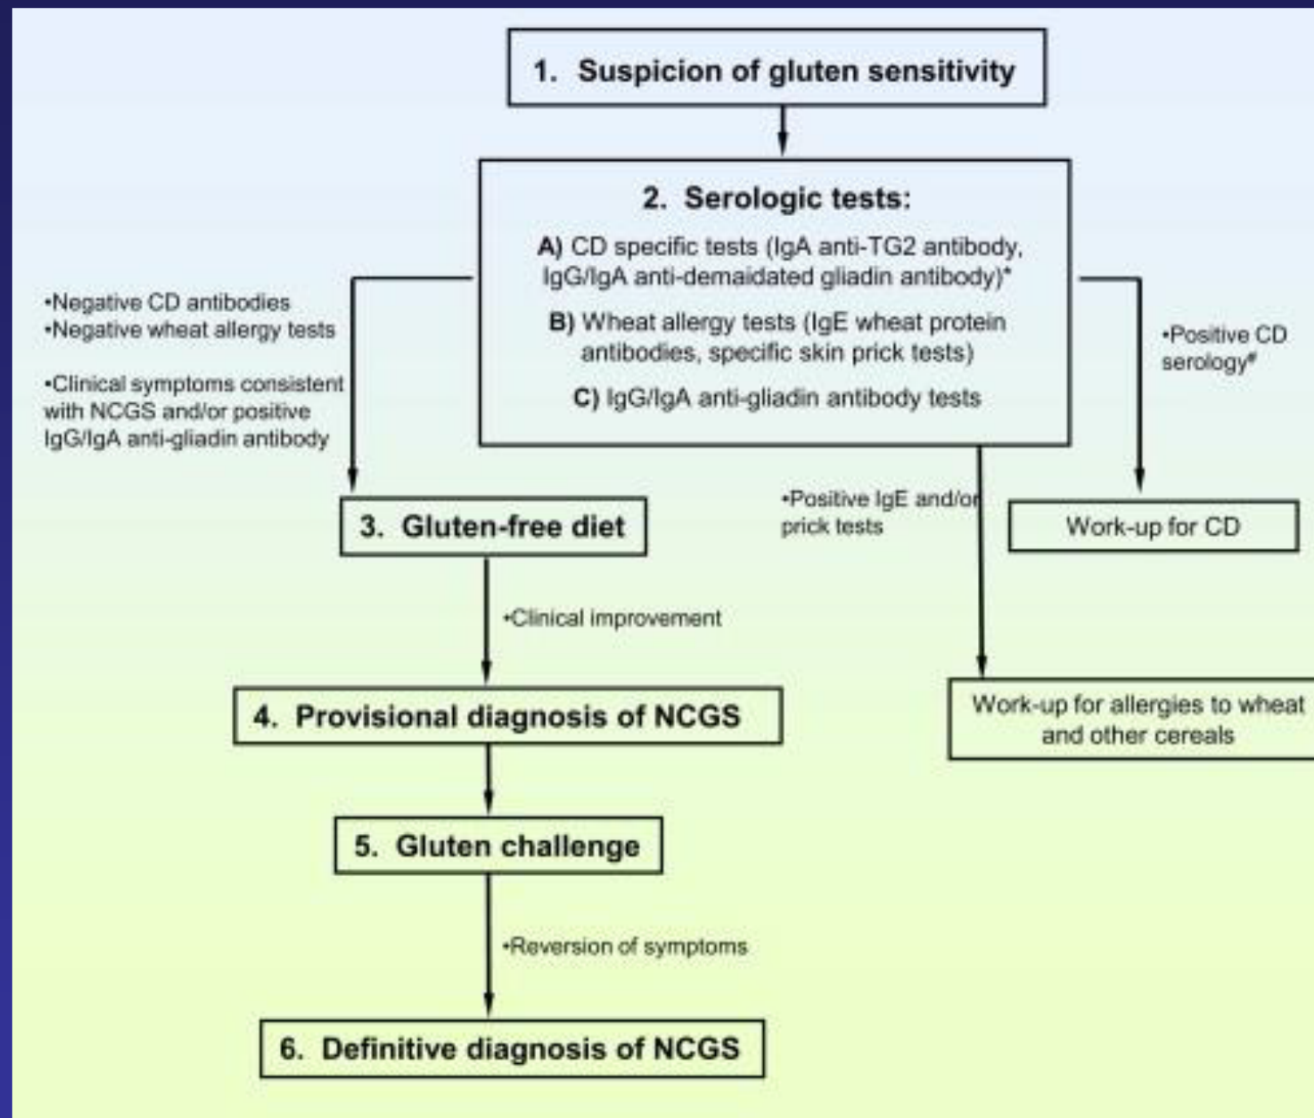 1. Suspicion of gluten sensitivity
2. Serologic tests:
A) CD specific tests (IgA anti-TG2 antibody,
IgG/IgA anti-demaidated gliadin antibody)*
B) Wheat allergy tests (IgE wheat protein
antibodies, specific skin prick tests)
C) IgG/IgA anti-gliadin antibody tests
•Negative CD antibodies
•Negative wheat allergy tests
•Clinical symptoms consistent
with NCGS and/or positive
IgG/IgA anti-gliadin antibody
•Positive CD
serology#
•Positive IgE and/or
prick tests
3. Gluten-free diet
Work-up for CD
•Clinical improvement
4. Provisional diagnosis of NCGS
Work-up for allergies to wheat
and other cereals
5. Gluten challenge
•Reversion of symptoms
6. Definitive diagnosis of NCGS